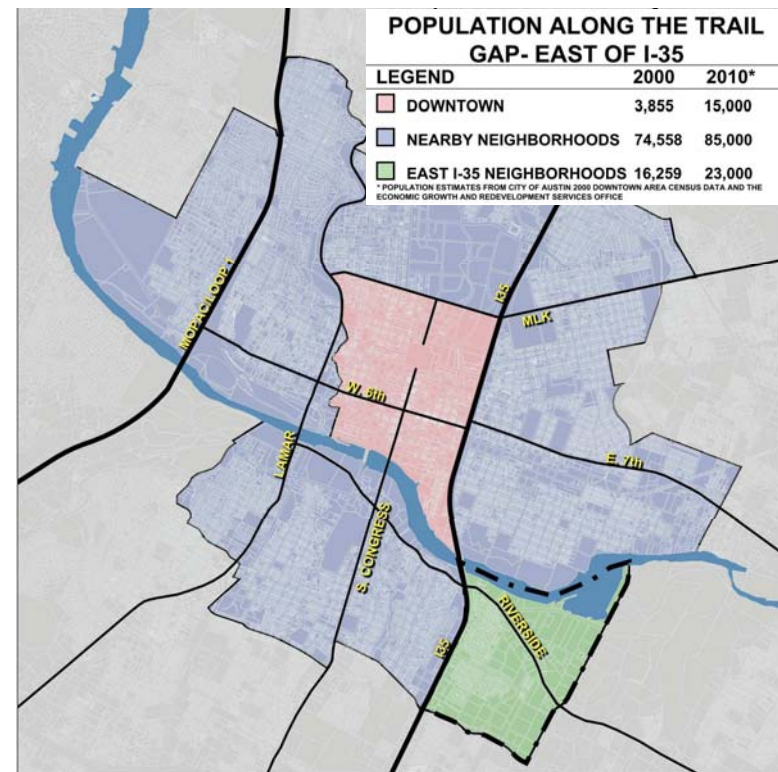 POPULATION ALONG THE TRAIL
GAP- EAST OF I-35
LEGEND 2000 2010*
DOWNTOWN 3,855 15,000
NEARBY NEIGHBORHOODS 74,558 85,000
EAST I-35 NEIGHBORHOODS 16,259 23,000
* POPULATION ESTIMATES FROM CITY OF AUSTIN 2000 DOWNTOWN AREA CENSUS DATA AND THE
ECONOMIC GROWTH AND REDEVELOPMENT SERVICES OFFICE
MOPAC/LOOP 1
I35
MLK
W. 6th
LAMAR
E. 7th
S. CONGRESS
RIVERSIDE
I35